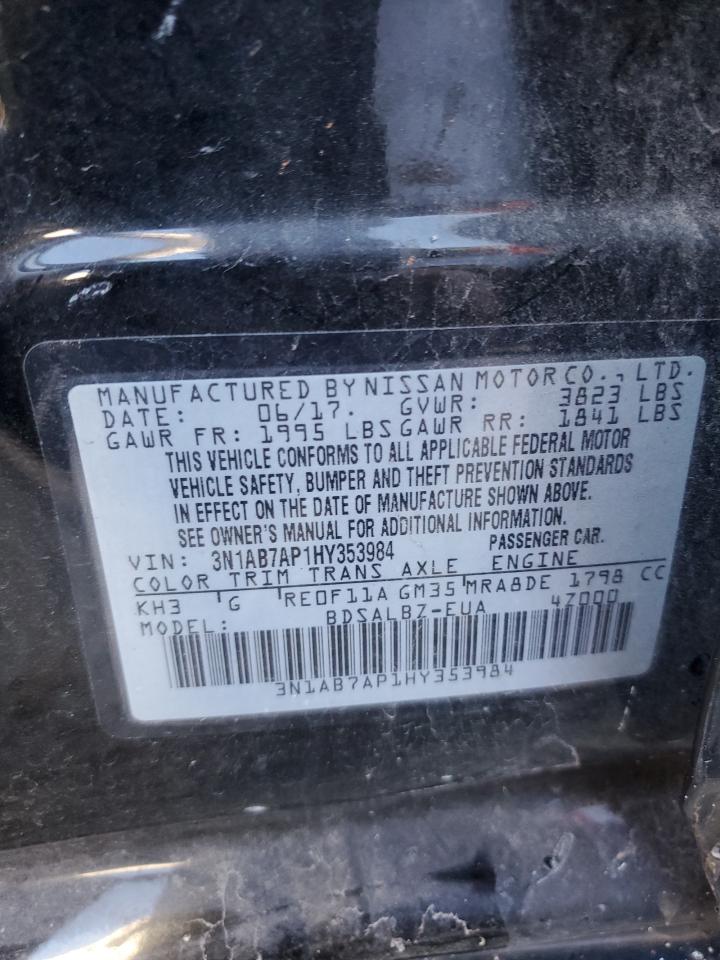 MANUFACTURED BY NISSAN MOTOR CO., LTD.
DATE: 06/17. GVWR: 3823 LBS
GAWR FR: 1995 LBS GAWR RR: 1841 LBS
THIS VEHICLE CONFORMS TO ALL APPLICABLE FEDERAL MOTOR
VEHICLE SAFETY, BUMPER AND THEFT PREVENTION STANDARDS
IN EFFECT ON THE DATE OF MANUFACTURE SHOWN ABOVE.
SEE OWNER'S MANUAL FOR ADDITIONAL INFORMATION.
VIN: 3N1AB7AP1HY353984 PASSENGER CAR.
COLOR TRIM TRANS AXLE ENGINE
KH3 G RE0F11A GM35 MRA8DE 1798 CC
MODEL: BDSALBZ-EUA 4Z000
3N1AB7AP1HY353984